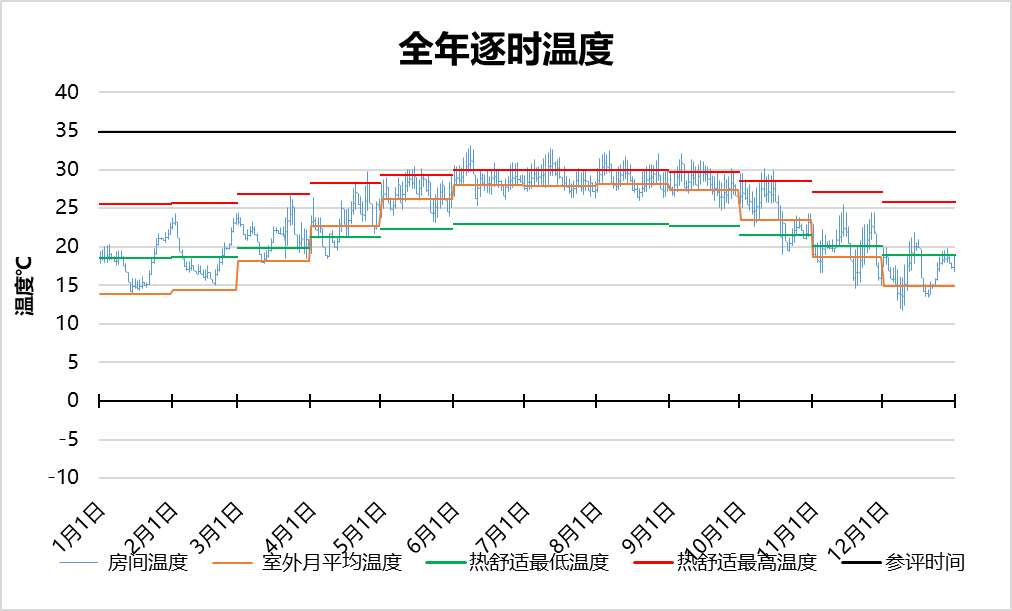 全年逐时温度
40
35
30
25
20
15
10
5
0
-5
-10
温度℃
1月1日
2月1日
3月1日
4月1日
5月1日
6月1日
7月1日
8月1日
9月1日
10月1日
11月1日
12月1日
房间温度 室外月平均温度 热舒适最低温度 热舒适最高温度 参评时间